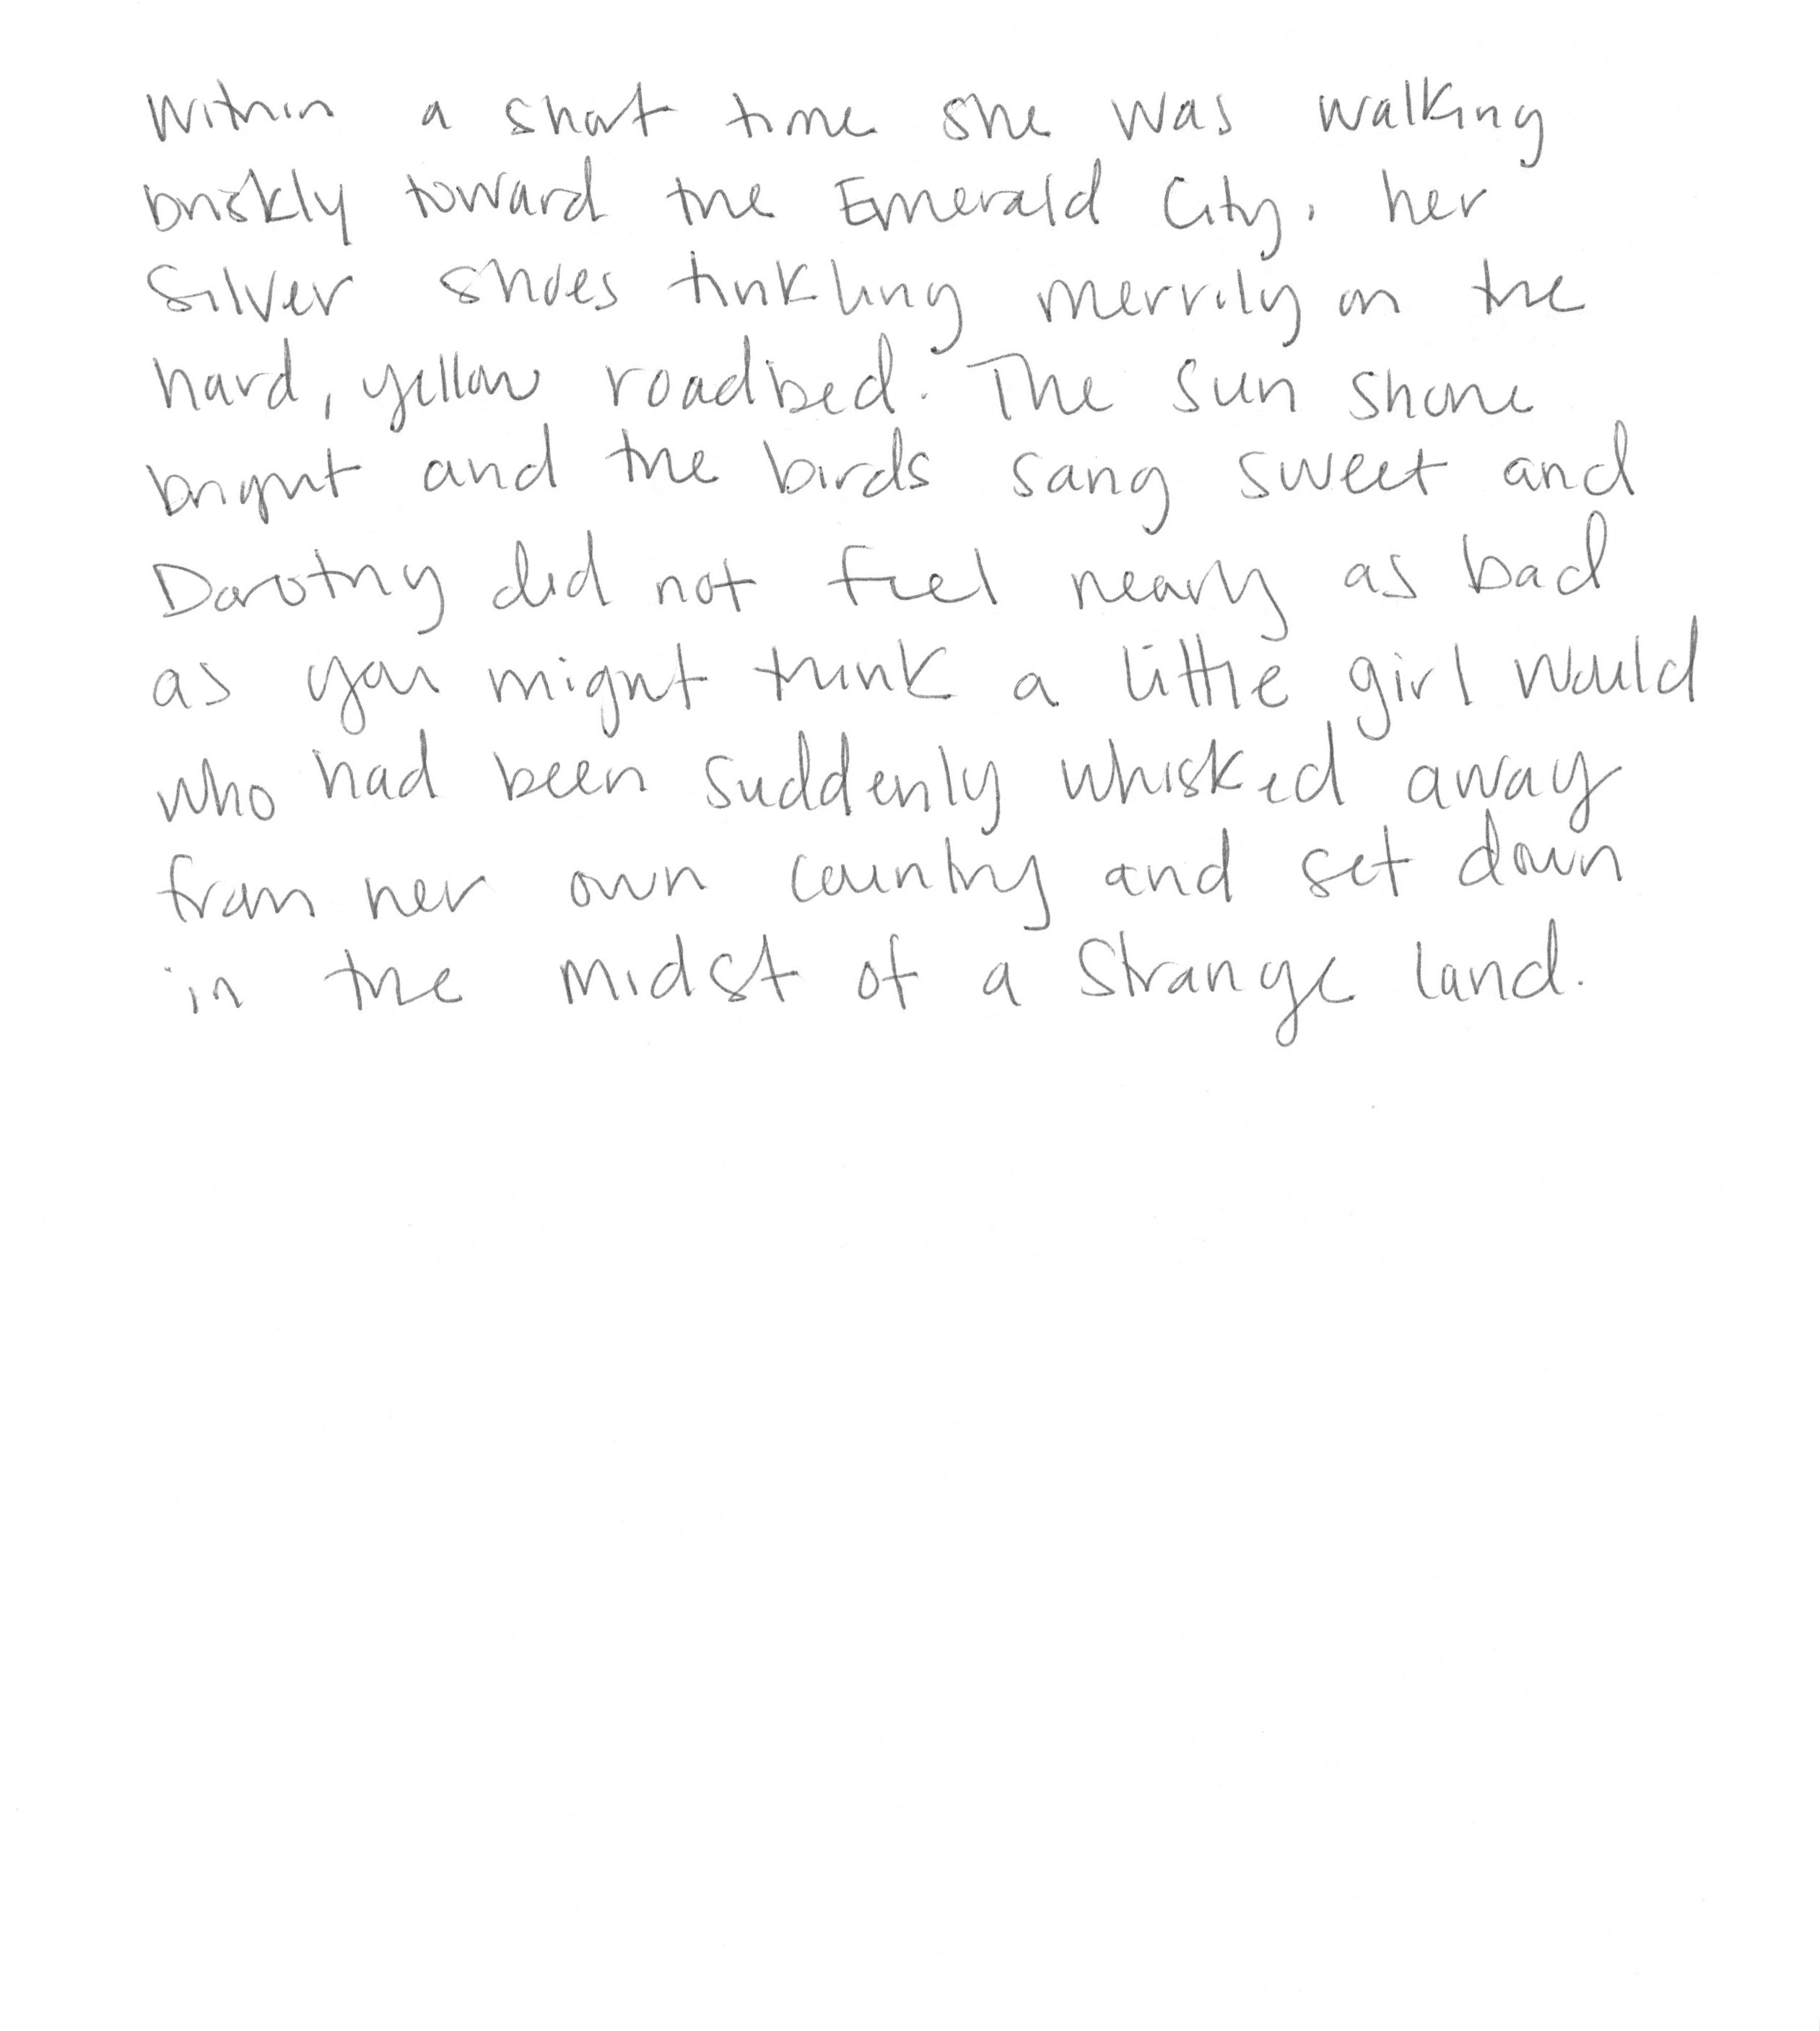 Within a short time she was walking
briskly toward the Emerald City, her
Silver shoes tinkling merrily on the
hard, yellow roadbed. The sun shone
bright and the birds sang sweet and
Dorothy did not feel nearly as bad
as you might think a little girl would
who had been suddenly whisked away
from her own country and set down
in the midst of a strange land.